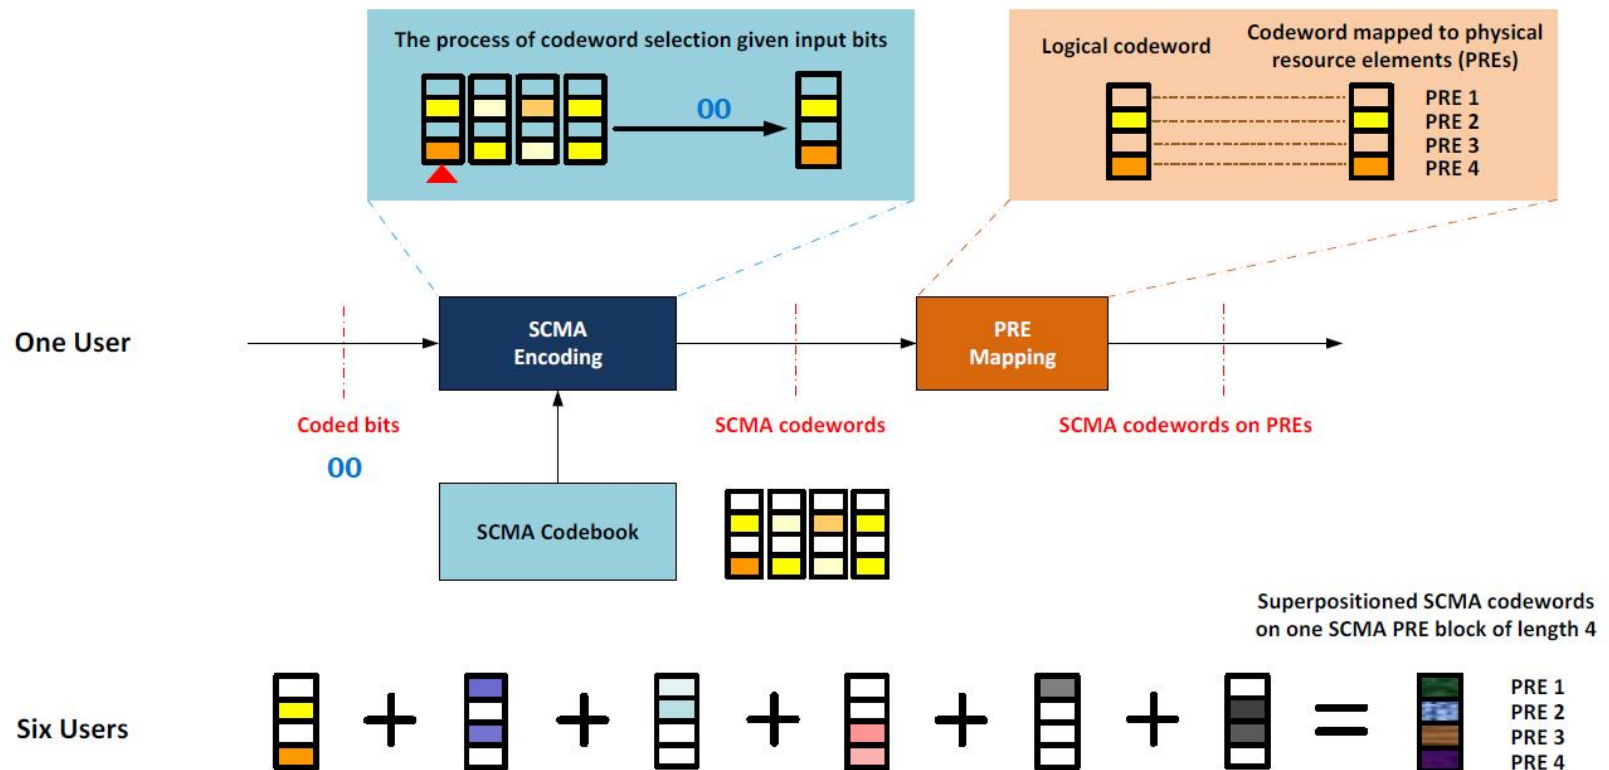 The process of codeword selection given input bits
00
Logical codeword
Codeword mapped to physical
resource elements (PREs)
PRE 1
PRE 2
PRE 3
PRE 4
One User
SCMA
Encoding
PRE
Mapping
Coded bits
00
SCMA codewords
SCMA codewords on PREs
SCMA Codebook
Superpositioned SCMA codewords
on one SCMA PRE block of length 4
Six Users
+ + + + + =
PRE 1
PRE 2
PRE 3
PRE 4